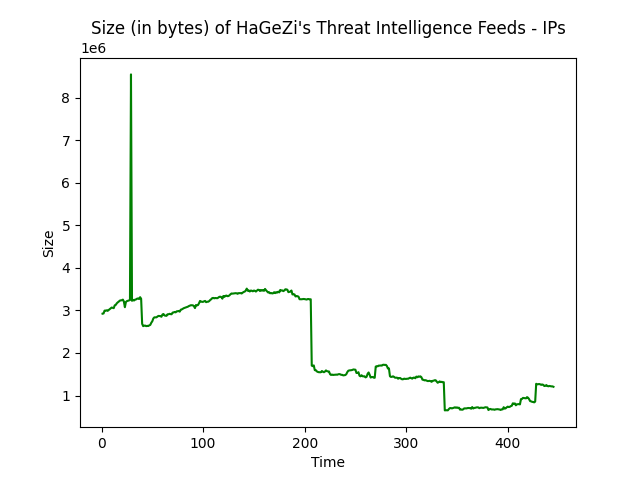 Size (in bytes) of HaGeZi's Threat Intelligence Feeds - IPs
1e6
8
7
6
5
4
3
2
1
Size
0 100 200 300 400
Time